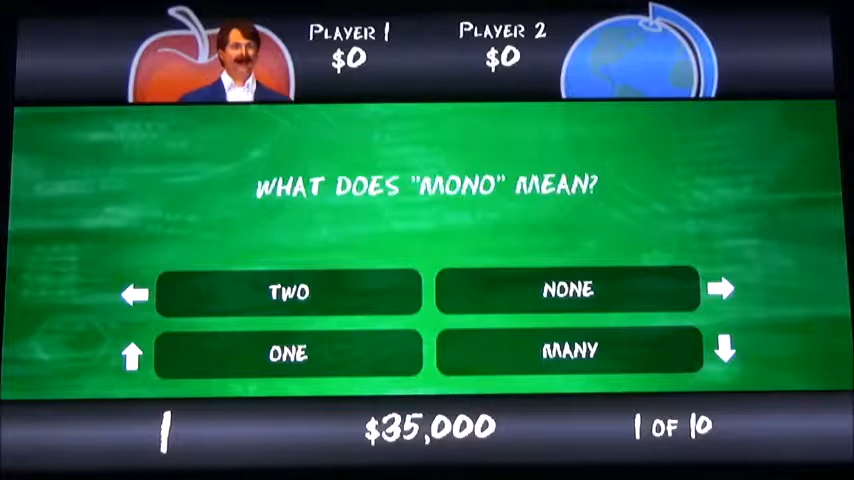 PLAYER 1
$0
PLAYER 2
$0
WHAT DOES "MONO" MEAN?
TWO
NONE
ONE
MANY
1
$35,000
1 OF 10